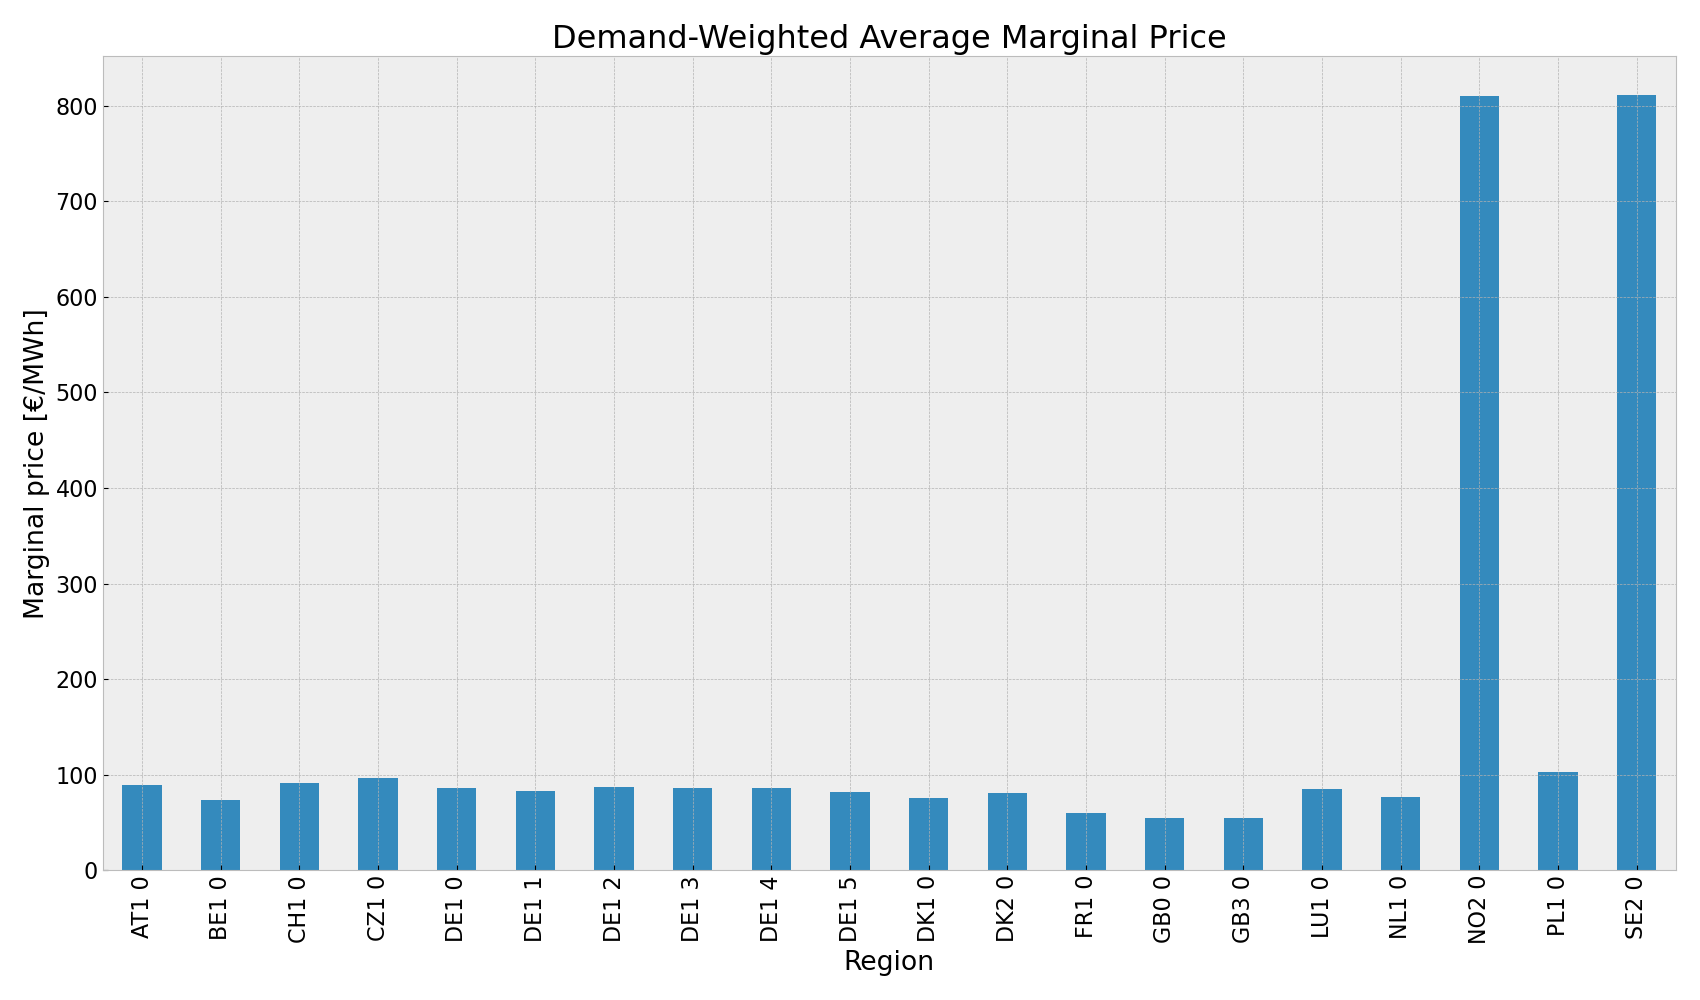 Demand-Weighted Average Marginal Price
Marginal price [€/MWh]
800
700
600
500
400
300
200
100
0
AT1 0
BE1 0
CH1 0
CZ1 0
DE1 0
DE1 1
DE1 2
DE1 3
DE1 4
DE1 5
DK1 0
DK2 0
FR1 0
GB0 0
GB3 0
LU1 0
NL1 0
NO2 0
PL1 0
SE2 0
Region